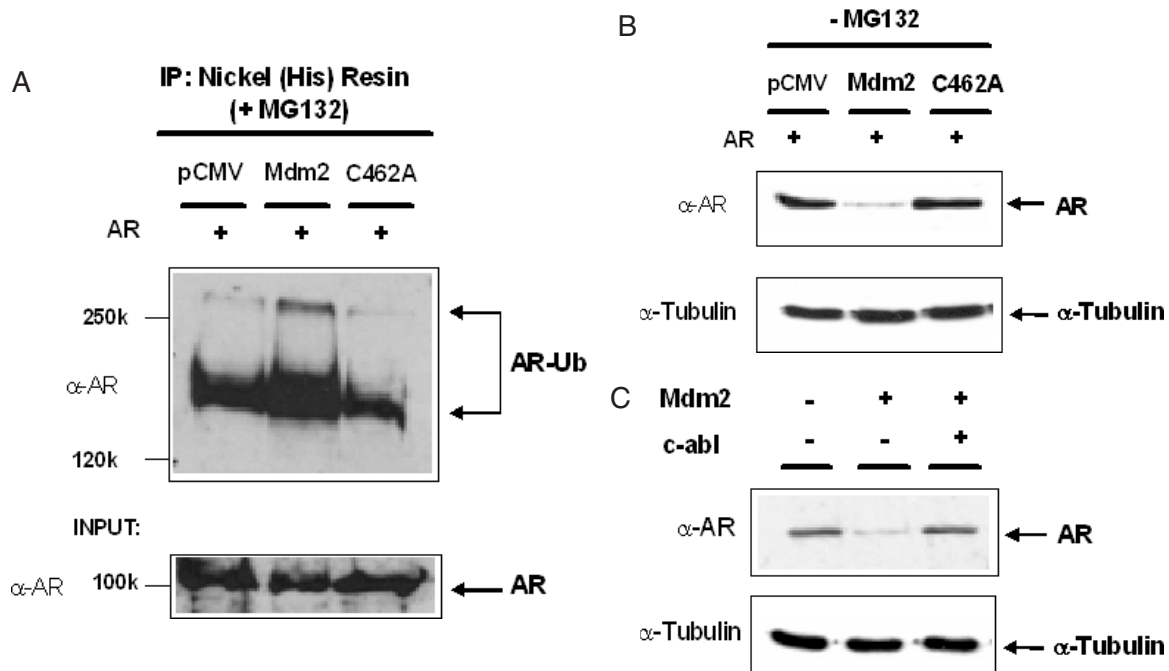 A
IP: Nickel (His) Resin
(+ MG132)
pCMV Mdm2 C462A
AR + + +
250k
α-AR
AR-Ub
120k
INPUT:
α-AR 100k AR
B
- MG132
pCMV Mdm2 C462A
AR + + +
α-AR AR
α-Tubulin α-Tubulin
C
Mdm2 - + +
c-abl - - +
α-AR AR
α-Tubulin α-Tubulin